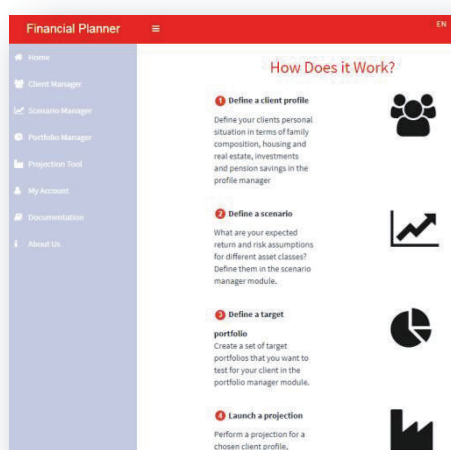 Financial Planner
EN
Home
Client Manager
Scenario Manager
Portfolio Manager
Projection Tool
My Account
Documentation
About Us
How Does it Work?
1 Define a client profile
Define your clients personal
situation in terms of family
composition, housing and
real estate, investments
and pension savings in the
profile manager
2 Define a scenario
What are your expected
return and risk assumptions
for different asset classes?
Define them in the scenario
manager module.
3 Define a target
portfolio
Create a set of target
portfolios that you want to
test for your client in the
portfolio manager module.
4 Launch a projection
Perform a projection for a
chosen client profile,